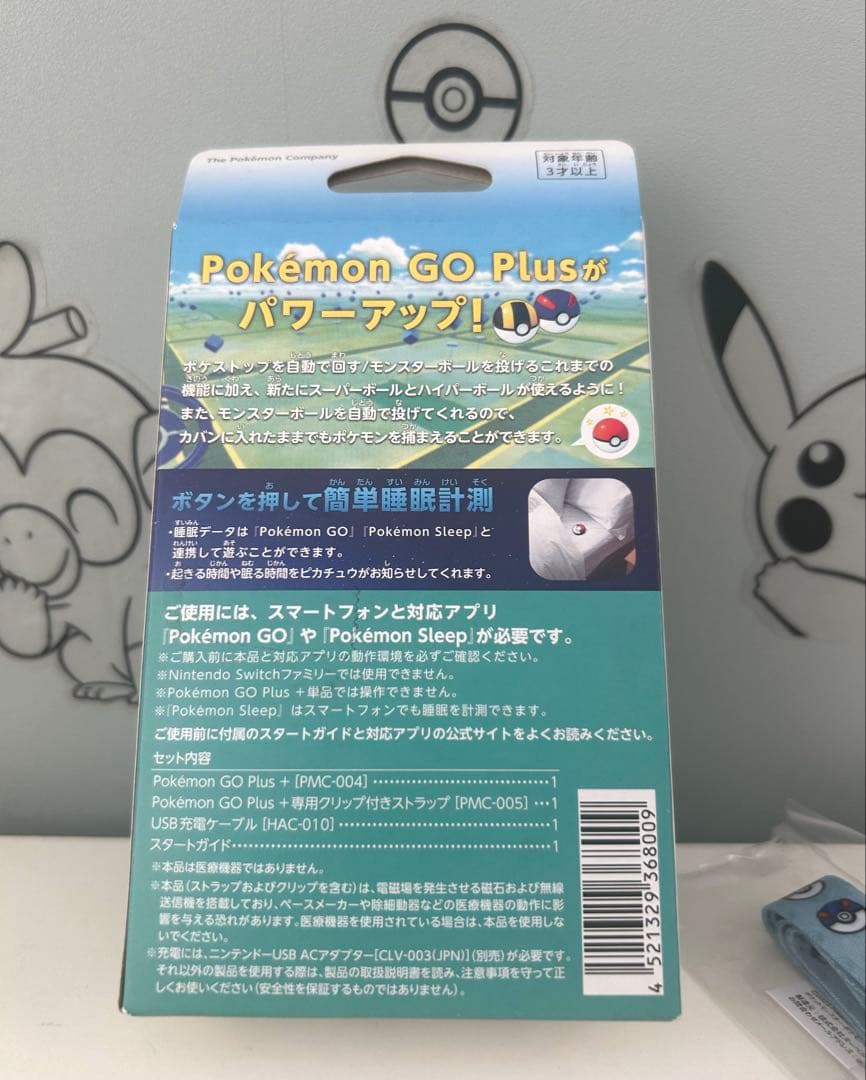 The Pokémon Company
対象年齢
3才以上
Pokémon GO Plusが
パワーアップ!
ポケストップを自動で回す/モンスターボールを投げるこれまでの
機能に加え、新たにスーパーボールとハイパーボールが使えるように!
また、モンスターボールを自動で投げてくれるので、
カバンに入れたままでもポケモンを捕まえることができます。
ボタンを押して簡単睡眠計測
・睡眠データは『Pokémon GO』『Pokémon Sleep』と
連携して遊ぶことができます。
・起きる時間や眠る時間をピカチュウがお知らせしてくれます。
ご使用には、スマートフォンと対応アプリ
『Pokémon GO』や『Pokémon Sleep』が必要です。
※ご購入前に本品と対応アプリの動作環境を必ずご確認ください。
※Nintendo Switchファミリーでは使用できません。
※Pokémon GO Plus +単品では操作できません。
※『Pokémon Sleep』はスマートフォンでも睡眠を計測できます。
ご使用前に付属のスタートガイドと対応アプリの公式サイトをよくお読みください。
セット内容
Pokémon GO Plus + [PMC-004] ………1
Pokémon GO Plus +専用クリップ付きストラップ [PMC-005] …1
USB充電ケーブル [HAC-010] ………1
スタートガイド………1
※本品は医療機器ではありません。
※本品(ストラップおよびクリップを含む)は、電磁場を発生させる磁石および無線
送信機を搭載しており、ペースメーカーや除細動器などの医療機器の動作に影
響を与える恐れがあります。医療機器を使用されている場合は、本品を使用しな
いでください。
※充電には、ニンテンドーUSB ACアダプター[CLV-003(JPN)](別売)が必要です。
それ以外の製品を使用する際は、製品の取扱説明書を読み、注意事項を守って正
しくお使いください(安全性を保証するものではありません)。
4 521329 368009